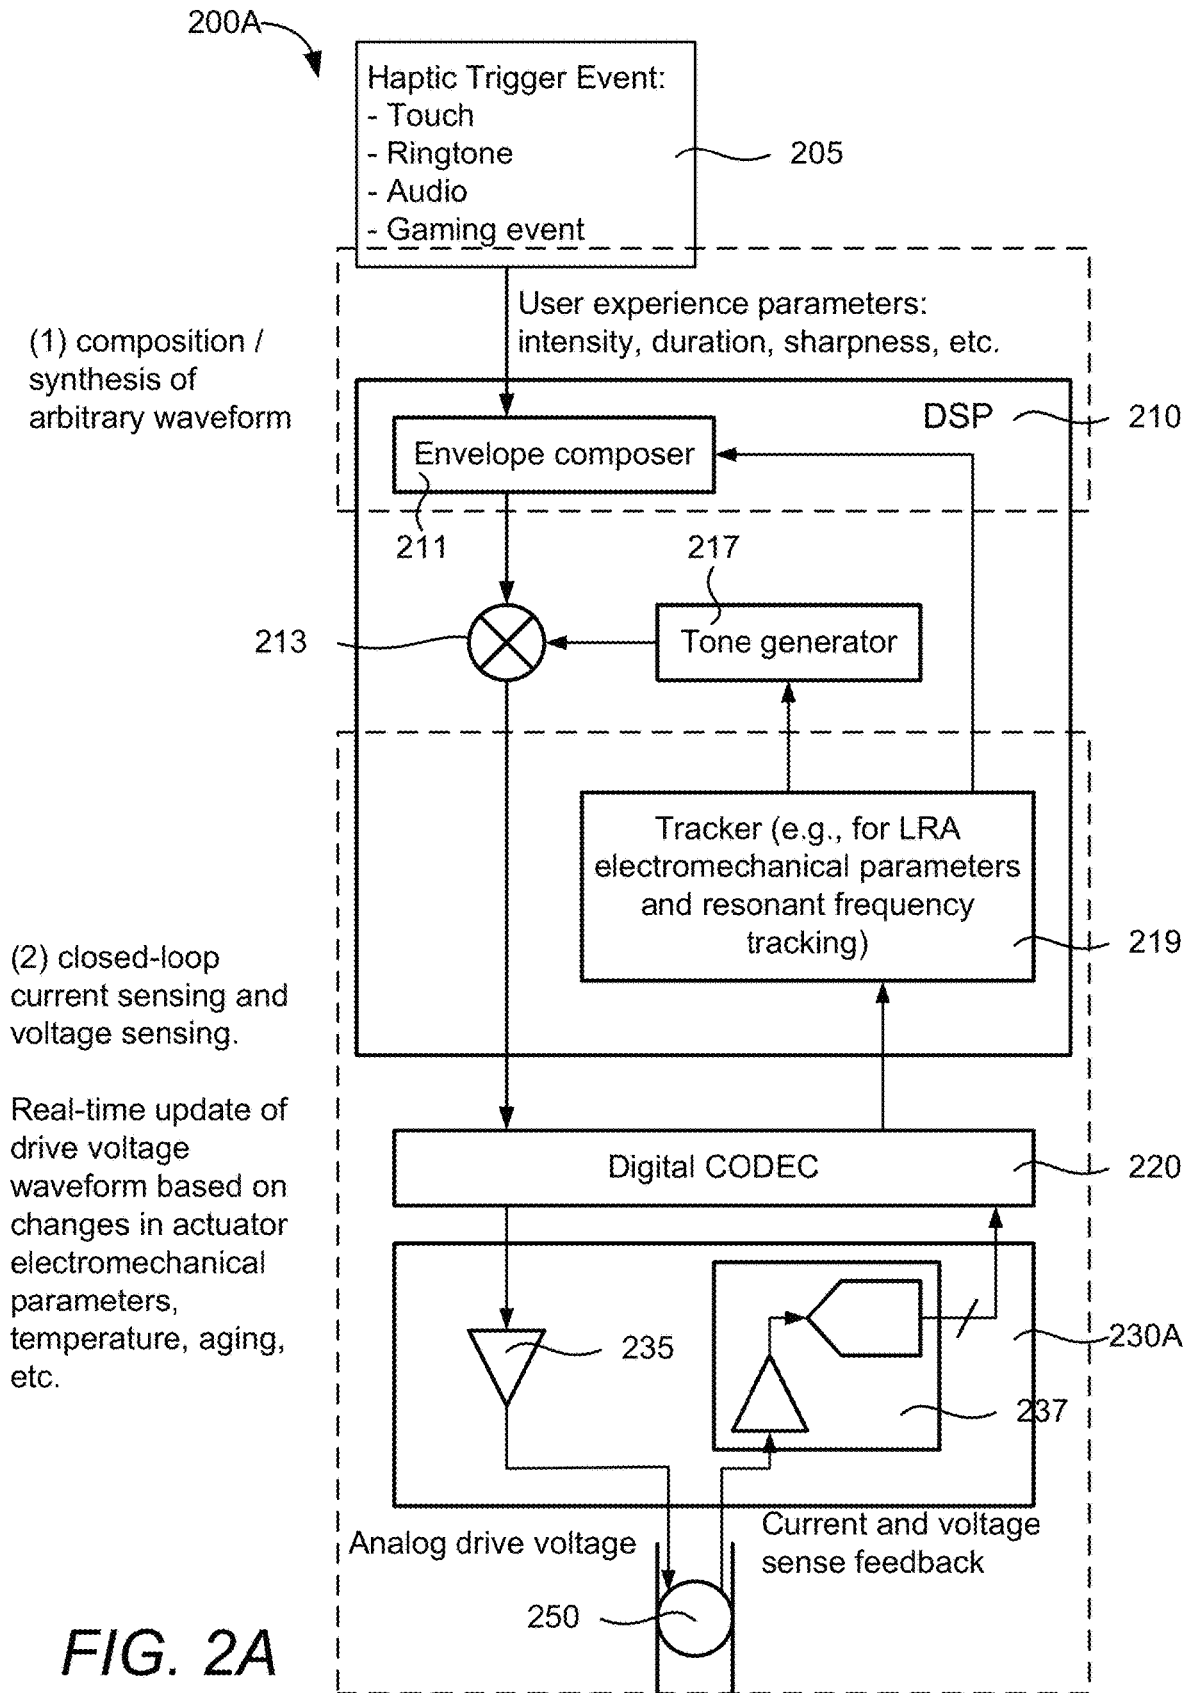 200A
Haptic Trigger Event:
- Touch
- Ringtone
- Audio
- Gaming event
205
User experience parameters:
intensity, duration, sharpness, etc.
(1) composition /
synthesis of
arbitrary waveform
DSP
210
Envelope composer
211
217
213
Tone generator
Tracker (e.g., for LRA
electromechanical parameters
and resonant frequency
tracking)
219
(2) closed-loop
current sensing and
voltage sensing.
Real-time update of
drive voltage
waveform based on
changes in actuator
electromechanical
parameters,
temperature, aging,
etc.
Digital CODEC
220
235
230A
237
Analog drive voltage
Current and voltage
sense feedback
250
FIG. 2A